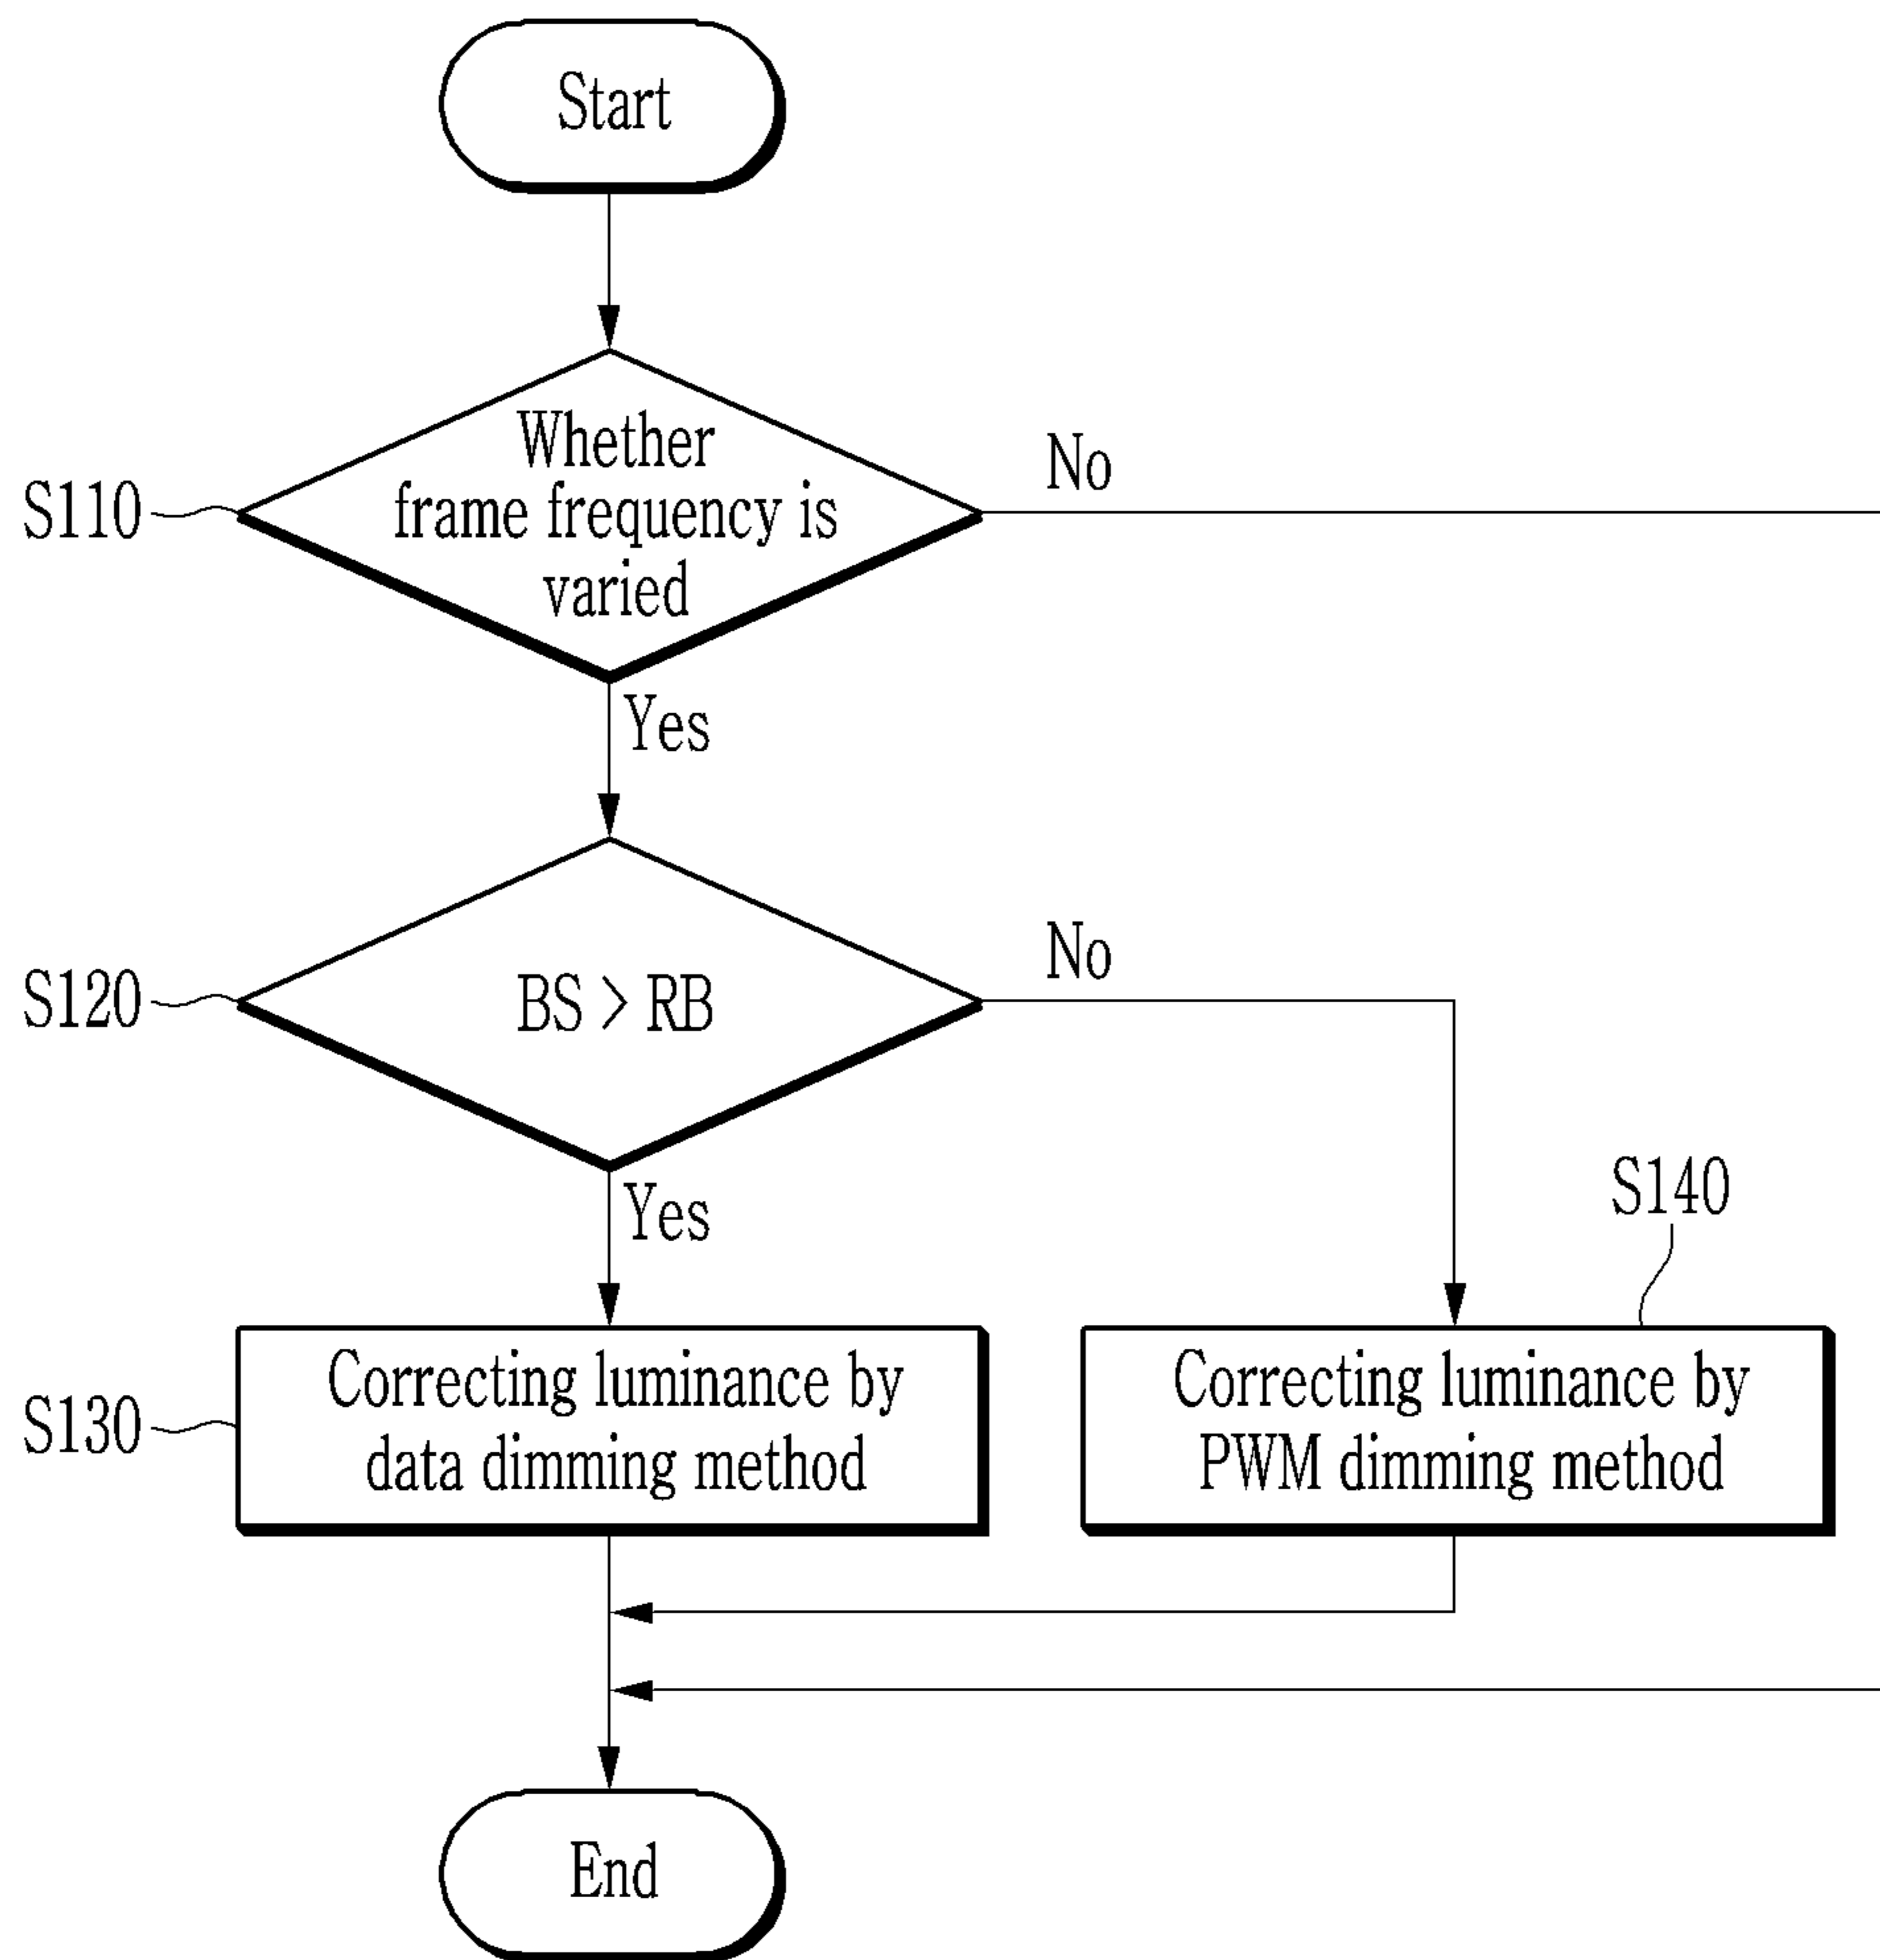 Start
S110
Whether
frame frequency is
varied
No
Yes
S120
BS > RB
No
Yes
S140
S130
Correcting luminance by
data dimming method
Correcting luminance by
PWM dimming method
End